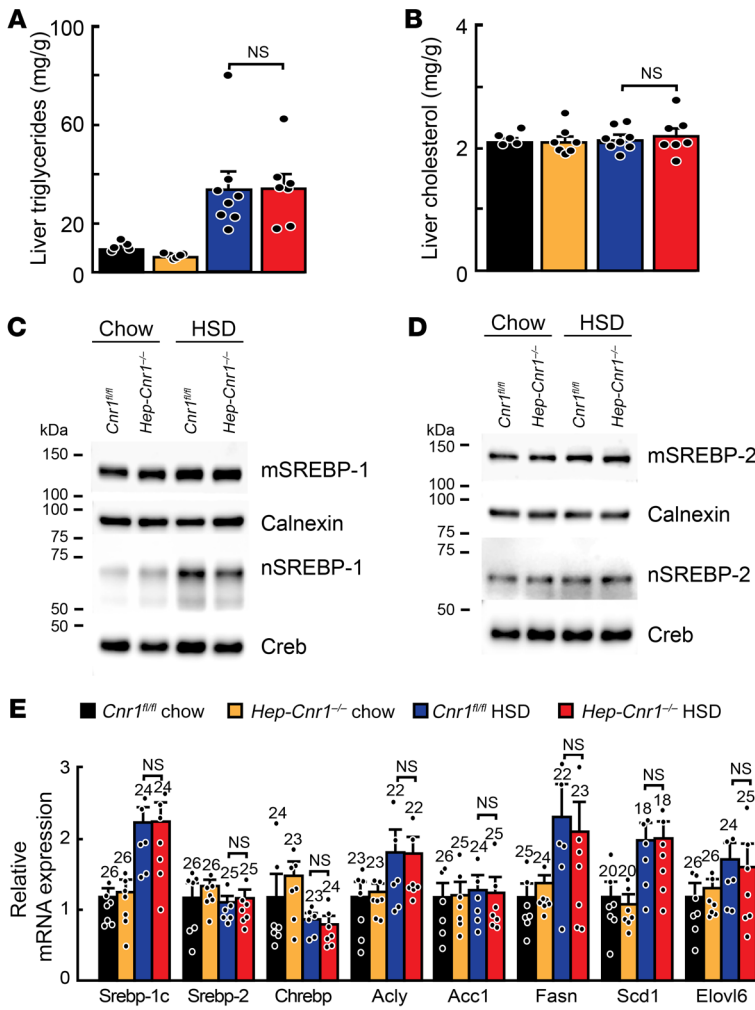 A
Liver triglycerides (mg/g)
100
60
20
0
NS
B
Liver cholesterol (mg/g)
4
2
0
NS
C
Chow HSD
Cnr1fl/fl Hep-Cnr1–/– Cnr1fl/fl Hep-Cnr1–/–
kDa
150
mSREBP-1
100
100
Calnexin
75
75
nSREBP-1
50
50
Creb
D
Chow HSD
Cnr1fl/fl Hep-Cnr1–/– Cnr1fl/fl Hep-Cnr1–/–
kDa
150
mSREBP-2
100
100
Calnexin
75
75
nSREBP-2
50
Creb
E
Cnr1fl/fl chow Hep-Cnr1–/– chow Cnr1fl/fl HSD Hep-Cnr1–/– HSD
Relative
mRNA expression
3
2
1
0
NS NS NS NS NS NS NS NS
26 26 24 24 26 26 25 25 24 23 23 24 23 23 22 22 26 25 24 25 25 24 22 23 20 20 18 18 26 26 24 25
Srebp-1c Srebp-2 Chrebp Acly Acc1 Fasn Scd1 Elovl6